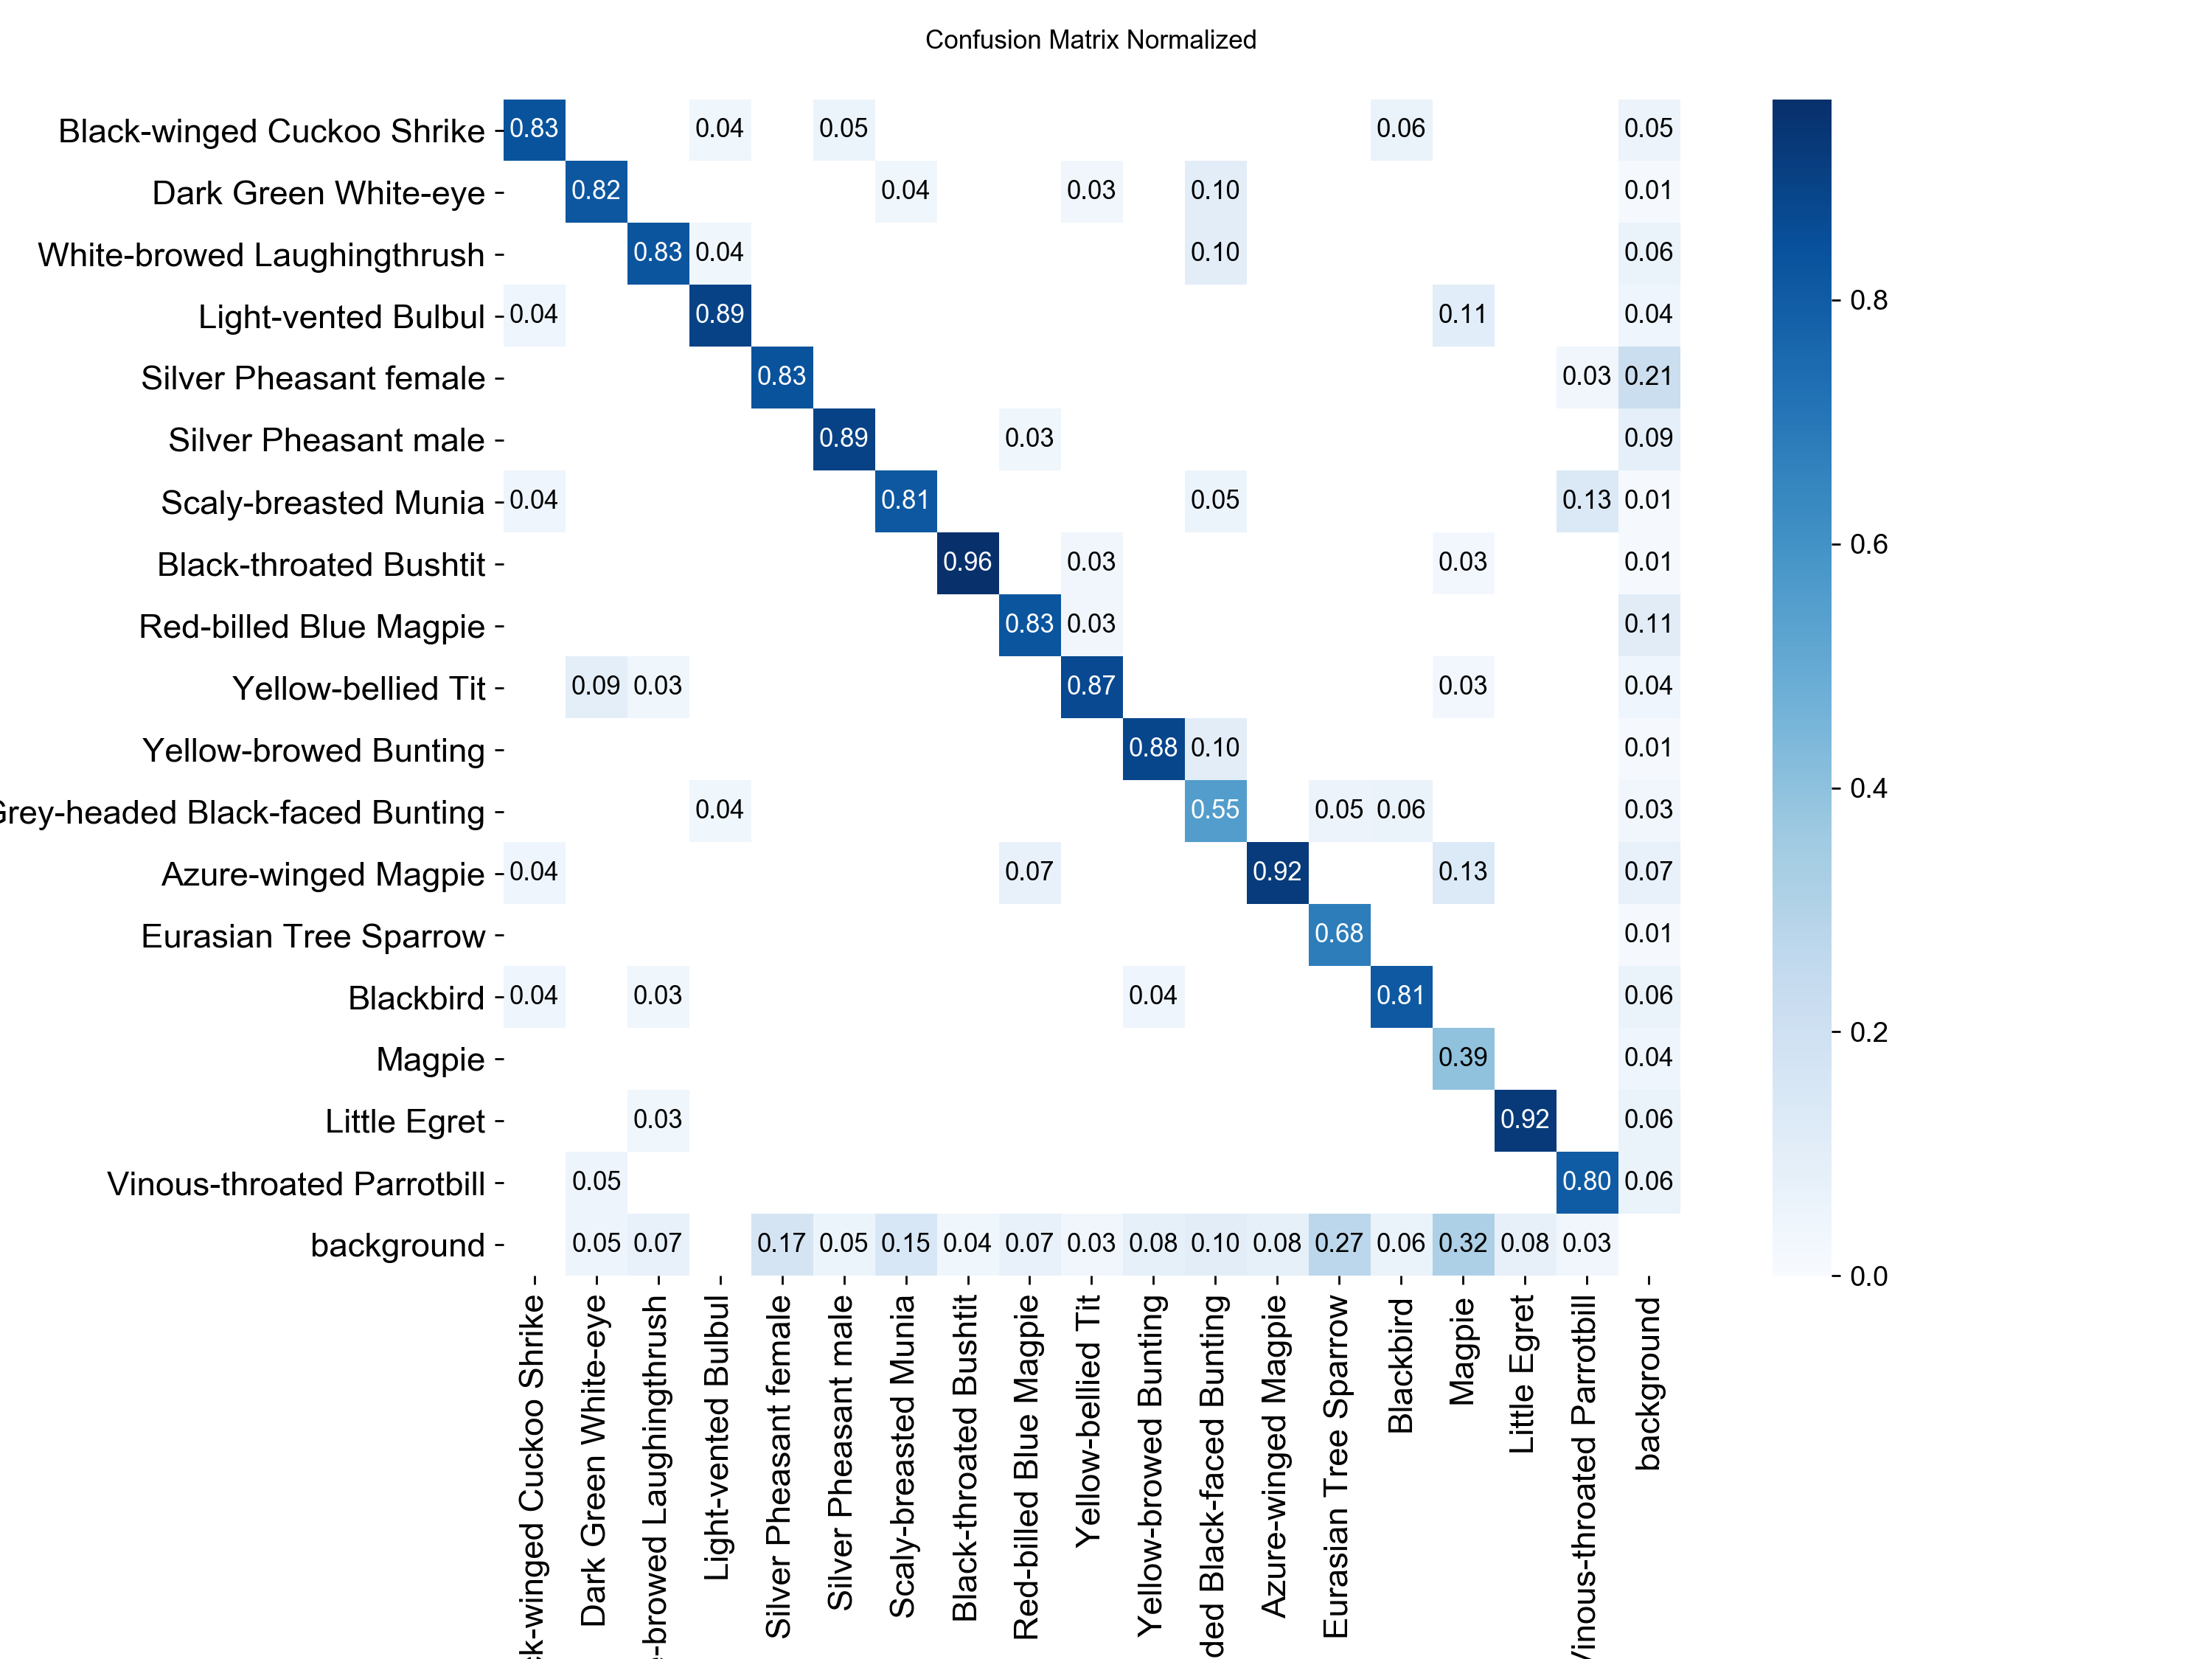 Confusion Matrix Normalized
Black-winged Cuckoo Shrike 0.83 0.04 0.05 0.06 0.05
Dark Green White-eye 0.82 0.04 0.03 0.10 0.01
White-browed Laughingthrush 0.83 0.04 0.10 0.06
Light-vented Bulbul 0.04 0.89 0.11 0.04
Silver Pheasant female 0.83 0.03 0.21
Silver Pheasant male 0.89 0.03 0.09
Scaly-breasted Munia 0.04 0.81 0.05 0.13 0.01
Black-throated Bushtit 0.96 0.03 0.03 0.01
Red-billed Blue Magpie 0.83 0.03 0.11
Yellow-bellied Tit 0.09 0.03 0.87 0.03 0.04
Yellow-browed Bunting 0.88 0.10 0.01
Grey-headed Black-faced Bunting 0.04 0.55 0.05 0.06 0.03
Azure-winged Magpie 0.04 0.07 0.92 0.13 0.07
Eurasian Tree Sparrow 0.68 0.01
Blackbird 0.04 0.03 0.04 0.81 0.06
Magpie 0.39 0.04
Little Egret 0.03 0.92 0.06
Vinous-throated Parrotbill 0.05 0.80 0.06
background 0.05 0.07 0.17 0.05 0.15 0.04 0.07 0.03 0.08 0.10 0.08 0.27 0.06 0.32 0.08 0.03
ck-winged Cuckoo Shrike
Dark Green White-eye
e-browed Laughingthrush
Light-vented Bulbul
Silver Pheasant female
Silver Pheasant male
Scaly-breasted Munia
Black-throated Bushtit
Red-billed Blue Magpie
Yellow-bellied Tit
Yellow-browed Bunting
ded Black-faced Bunting
Azure-winged Magpie
Eurasian Tree Sparrow
Blackbird
Magpie
Little Egret
Vinous-throated Parrotbill
background
0.8
0.6
0.4
0.2
0.0